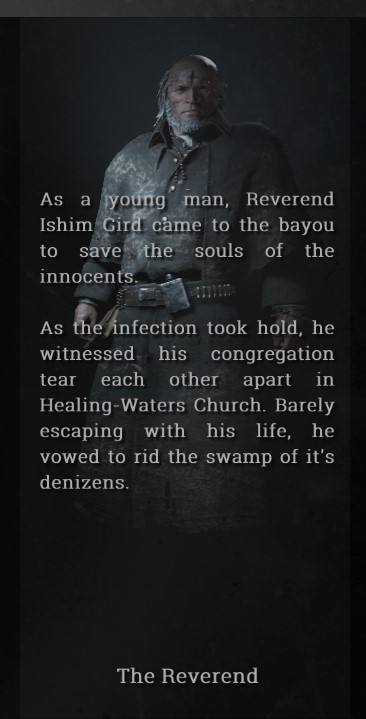 As a young man, Reverend
Ishim Gird came to the bayou
to save the souls of the
innocents.
As the infection took hold, he
witnessed his congregation
tear each other apart in
Healing-Waters Church. Barely
escaping with his life, he
vowed to rid the swamp of it's
denizens.
The Reverend